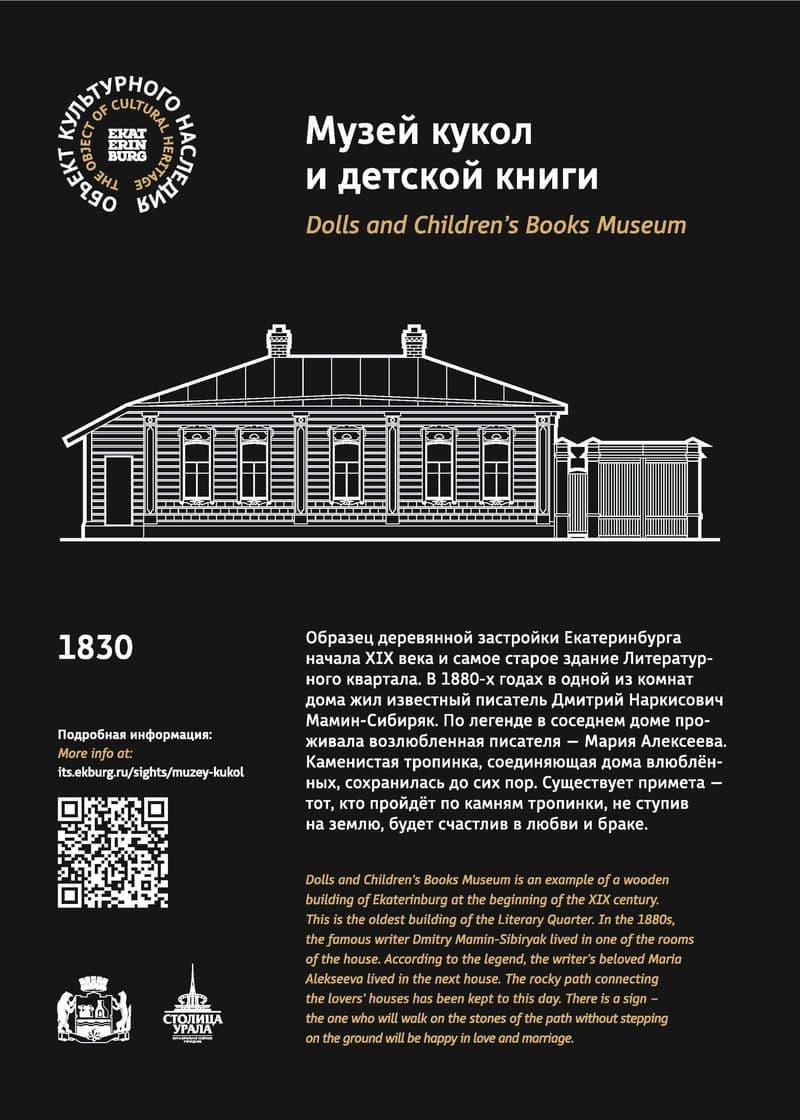 ОБЪЕКТ КУЛЬТУРНОГО НАСЛЕДИЯ
THE OBJECT OF CULTURAL HERITAGE
EKAT
ERIN
BURG
Музей кукол
и детской книги
Dolls and Children’s Books Museum
1830
Образец деревянной застройки Екатеринбурга
начала XIX века и самое старое здание Литератур-
ного квартала. В 1880-х годах в одной из комнат
дома жил известный писатель Дмитрий Наркисович
Мамин-Сибиряк. По легенде в соседнем доме про-
живала возлюбленная писателя — Мария Алексеева.
Каменистая тропинка, соединяющая дома влюблён-
ных, сохранилась до сих пор. Существует примета —
тот, кто пройдёт по камням тропинки, не ступив
на землю, будет счастлив в любви и браке.
Подробная информация:
More info at:
its.ekburg.ru/sights/muzey-kukol
Dolls and Children’s Books Museum is an example of a wooden
building of Ekaterinburg at the beginning of the XIX century.
This is the oldest building of the Literary Quarter. In the 1880s,
the famous writer Dmitry Mamin-Sibiryak lived in one of the rooms
of the house. According to the legend, the writer’s beloved Maria
Alekseeva lived in the next house. The rocky path connecting
the lovers’ houses has been kept to this day. There is a sign –
the one who will walk on the stones of the path without stepping
on the ground will be happy in love and marriage.
СТОЛИЦА
УРАЛА